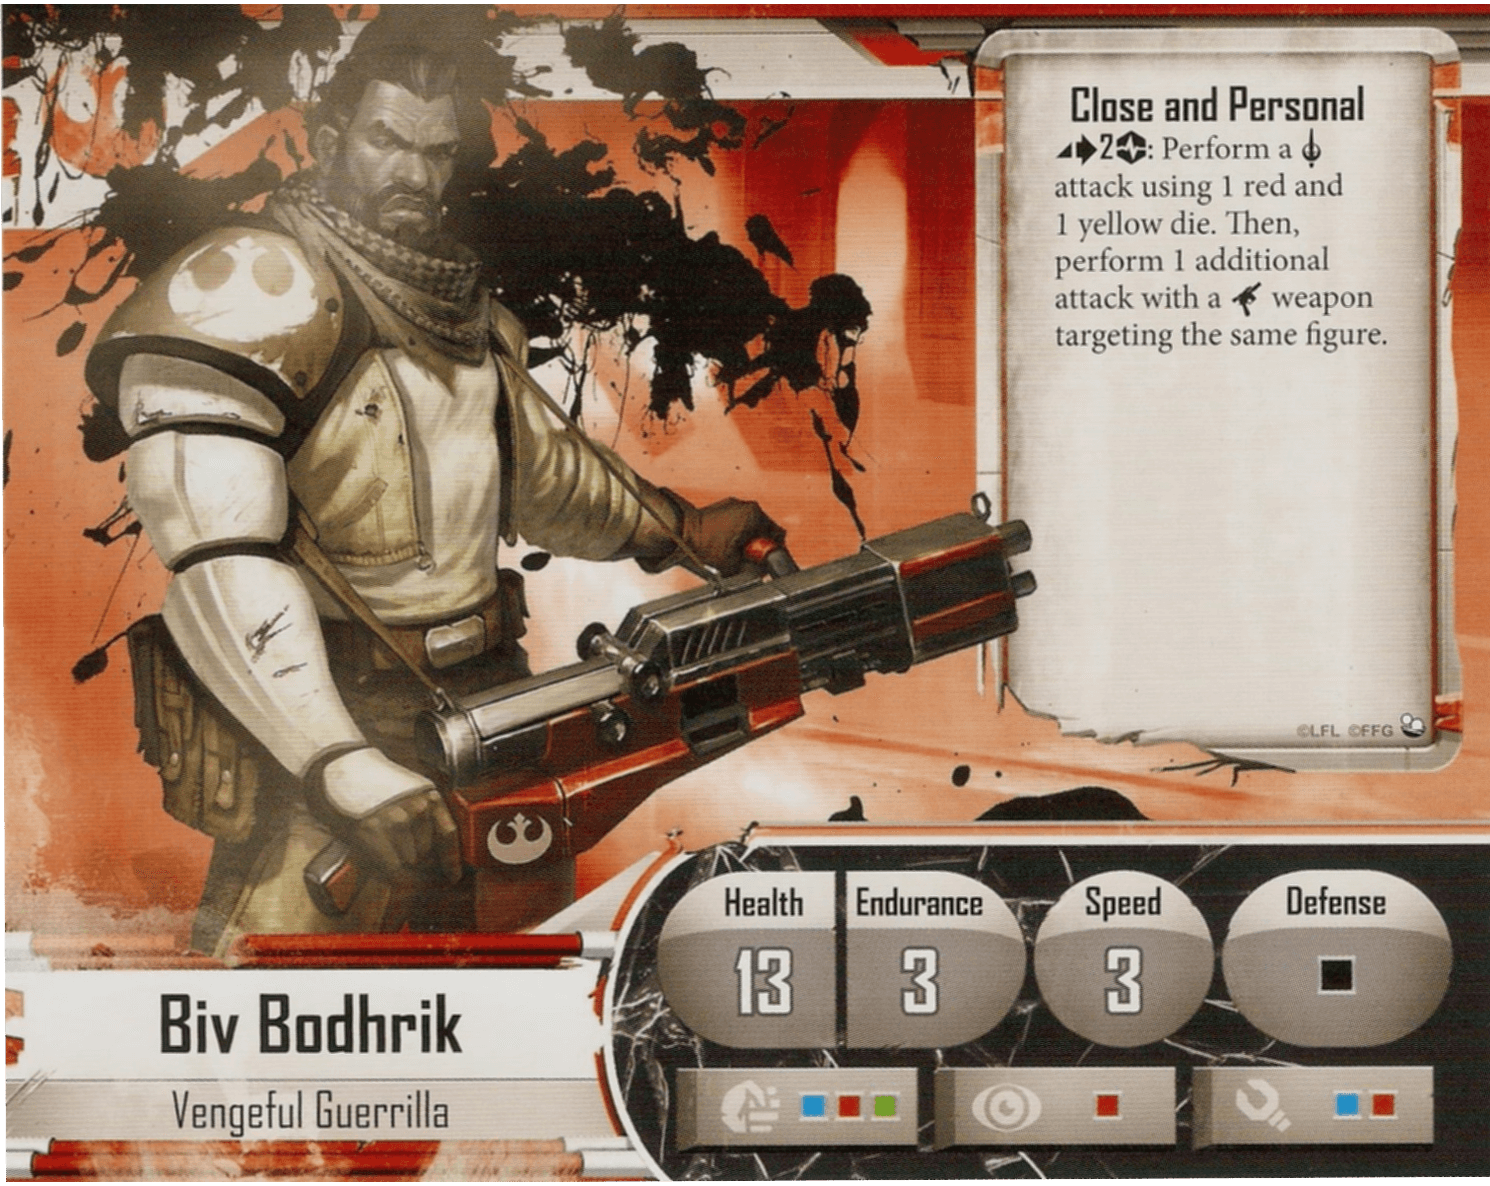 Close and Personal
2: Perform a
attack using 1 red and
1 yellow die. Then,
perform 1 additional
attack with a weapon
targeting the same figure.
©LFL ©FFG
Health
Endurance
Speed
Defense
13
3
3
Biv Bodhrik
Vengeful Guerrilla